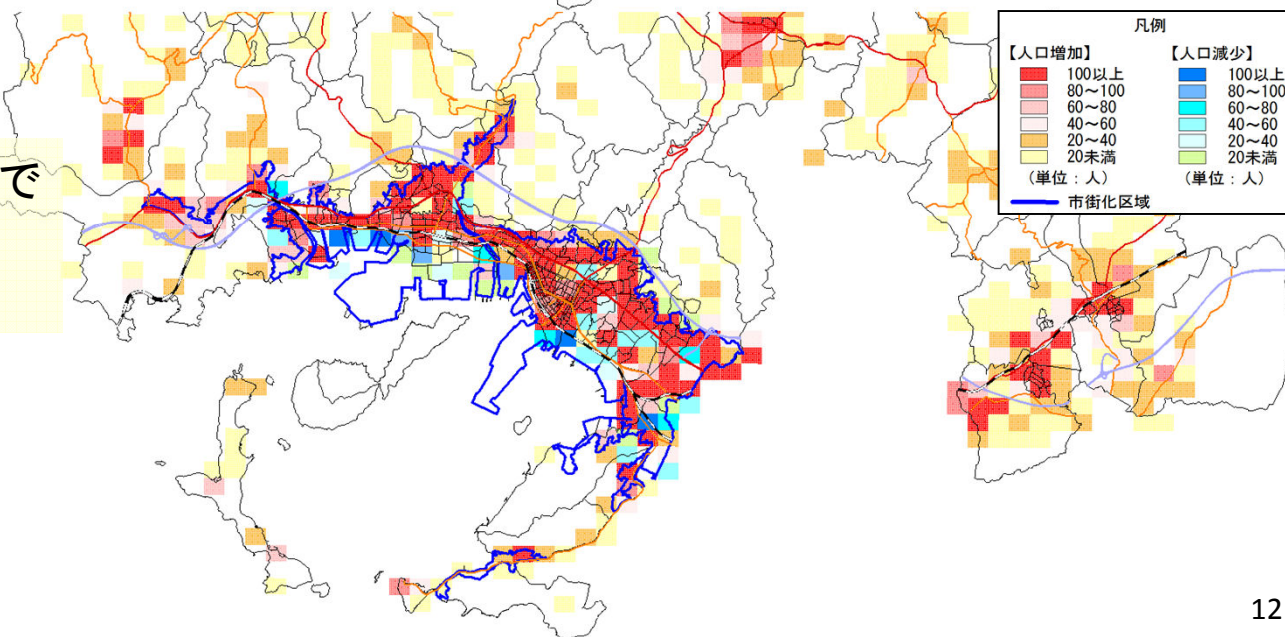 で
凡例
【人口増加】 【人口減少】
100以上 100以上
80～100 80～100
60～80 60～80
40～60 40～60
20～40 20～40
20未満 20未満
（単位：人） （単位：人）
市街化区域
12